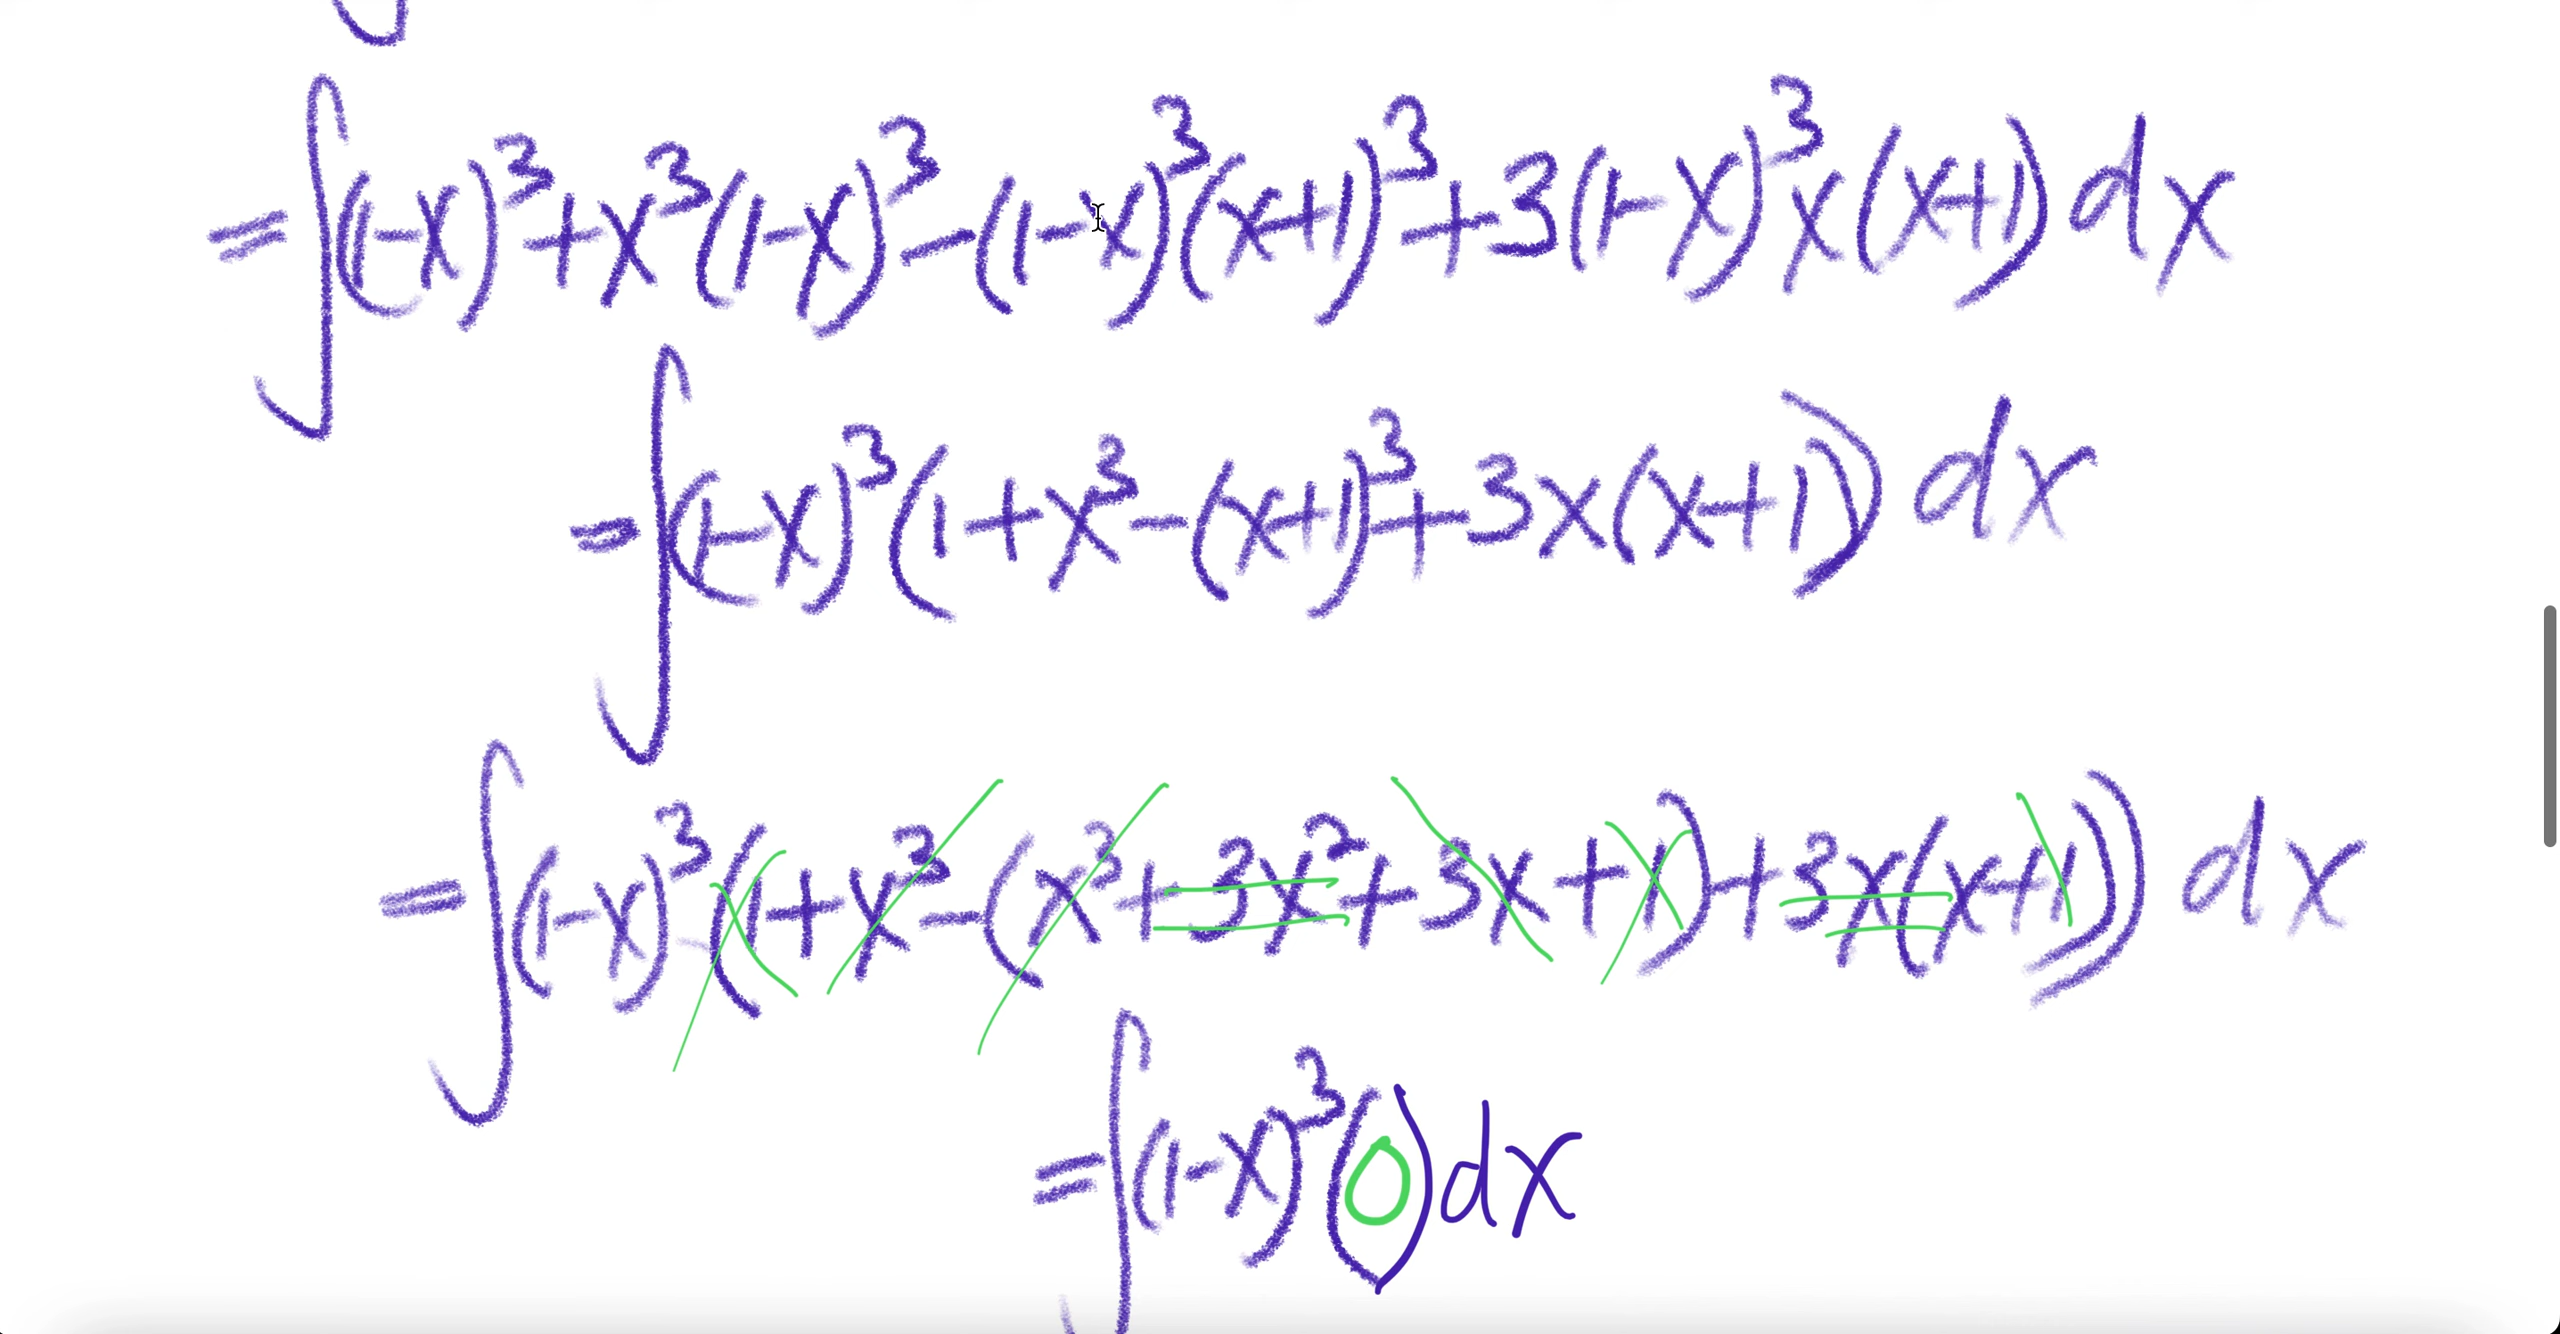 =∫(1-x)³+x³(1-x)³-(1-x)³(x+1)³+3(1-x)³x(x+1)dx
=∫(1-x)³(1+x³-(x+1)³+3x(x+1))dx
=∫(1-x)³(1+x³-(x³+3x²+3x+1)+3x(x+1))dx
=∫(1-x)³(0)dx